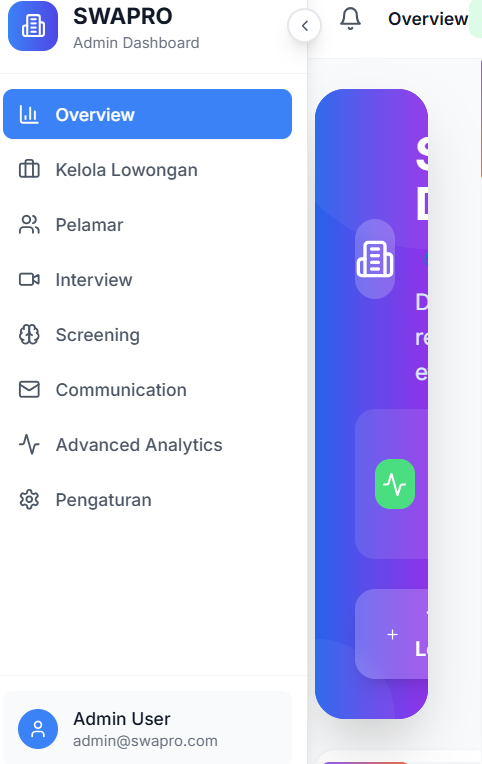 SWAPRO
Admin Dashboard
Overview
Overview
Kelola Lowongan
Pelamar
Interview
Screening
Communication
Advanced Analytics
Pengaturan
Admin User
admin@swapro.com